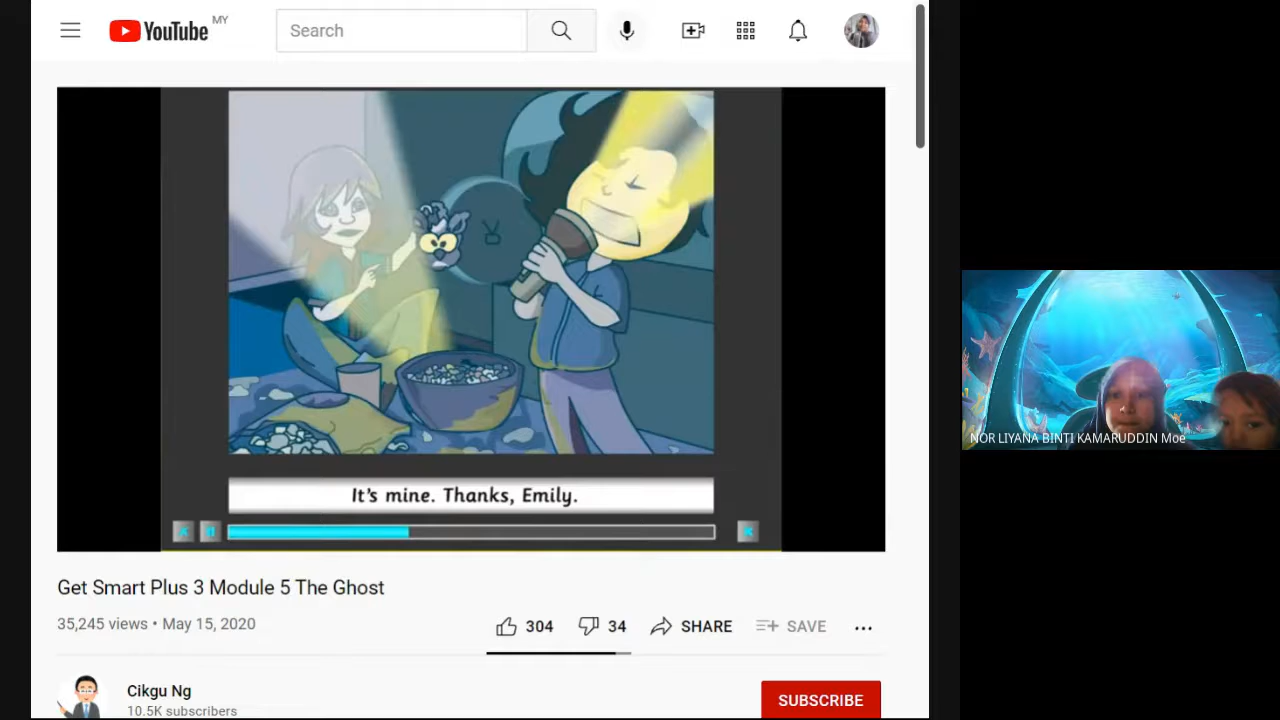 YouTube MY
Search
It's mine. Thanks, Emily.
Get Smart Plus 3 Module 5 The Ghost
35,245 views • May 15, 2020
304 34 SHARE SAVE
Cikgu Ng
10.5K subscribers
SUBSCRIBE
NOR LIYANA BINTI KAMARUDDIN Moe